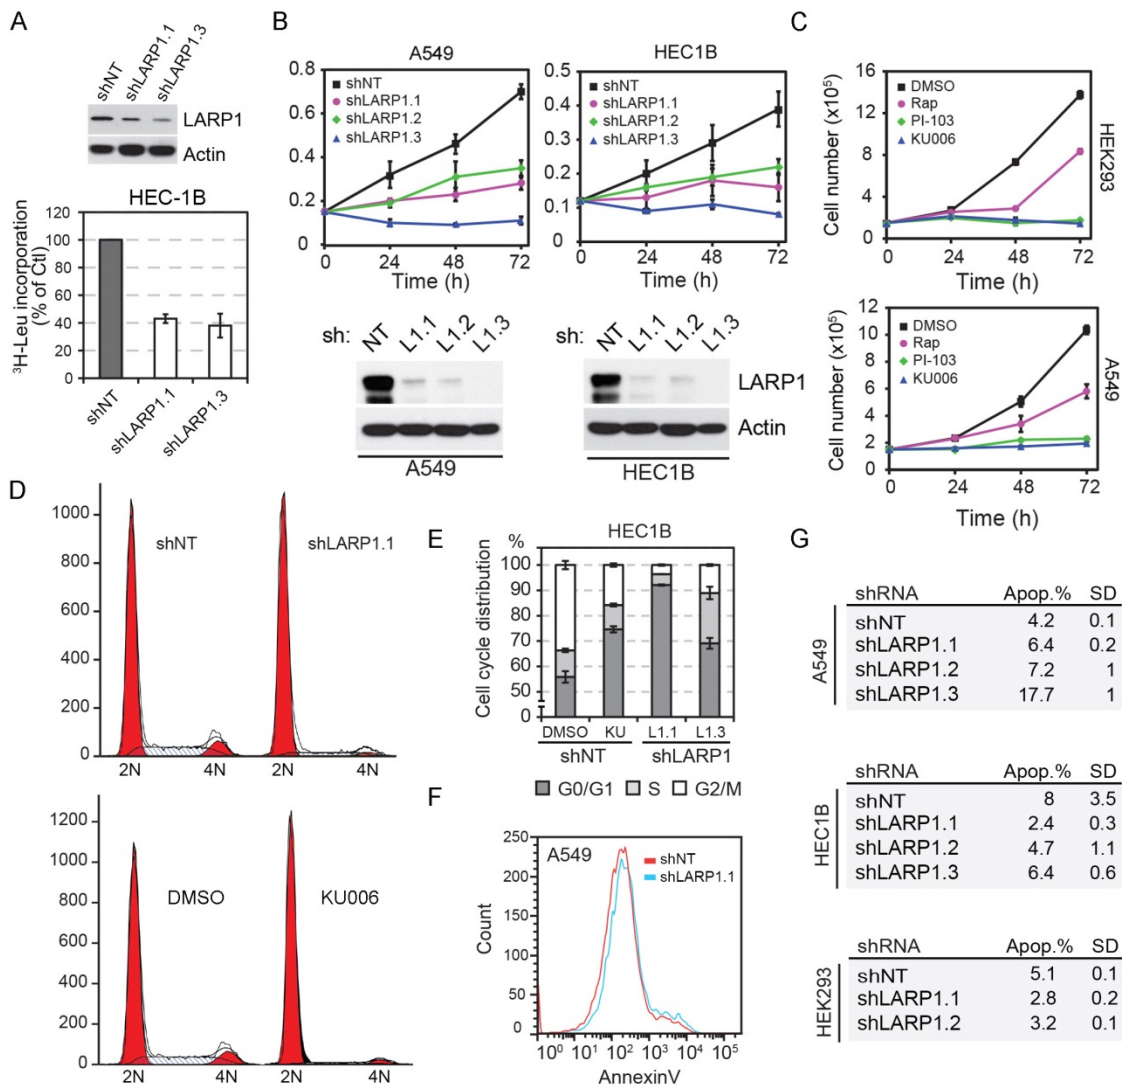 A
shNT
shLARP1.1
shLARP1.3
LARP1
Actin
HEC-1B
³H-Leu incorporation
(% of Ctl)
120
100
80
60
40
20
0
shNT
shLARP1.1
shLARP1.3
B
A549
0.8
0.6
0.4
0.2
0
shNT
shLARP1.1
shLARP1.2
shLARP1.3
0 24 48 72
Time (h)
HEC1B
0.5
0.4
0.3
0.2
0.1
0
shNT
shLARP1.1
shLARP1.2
shLARP1.3
0 24 48 72
Time (h)
sh: NT L1.1 L1.2 L1.3
A549
sh: NT L1.1 L1.2 L1.3
LARP1
Actin
HEC1B
C
Cell number (x10⁵)
16
12
8
4
0
DMSO
Rap
PI-103
KU006
HEK293
0 24 48 72
Time (h)
Cell number (x10⁵)
12
10
8
6
4
2
0
DMSO
Rap
PI-103
KU006
A549
0 24 48 72
Time (h)
D
1000
800
600
400
200
0
shNT
shLARP1.1
2N 4N 2N 4N
1200
1000
800
600
400
200
0
DMSO
KU006
2N 4N 2N 4N
E
HEC1B
%
Cell cycle distribution
100
90
80
70
60
50
DMSO KU L1.1 L1.3
shNT shLARP1
G0/G1 S G2/M
F
A549
shNT
shLARP1.1
Count
250
200
150
100
50
0
10⁰ 10¹ 10² 10³ 10⁴ 10⁵
AnnexinV
G
A549
shRNA Apop.% SD
shNT 4.2 0.1
shLARP1.1 6.4 0.2
shLARP1.2 7.2 1
shLARP1.3 17.7 1
HEC1B
shRNA Apop.% SD
shNT 8 3.5
shLARP1.1 2.4 0.3
shLARP1.2 4.7 1.1
shLARP1.3 6.4 0.6
HEK293
shRNA Apop.% SD
shNT 5.1 0.1
shLARP1.1 2.8 0.2
shLARP1.2 3.2 0.1